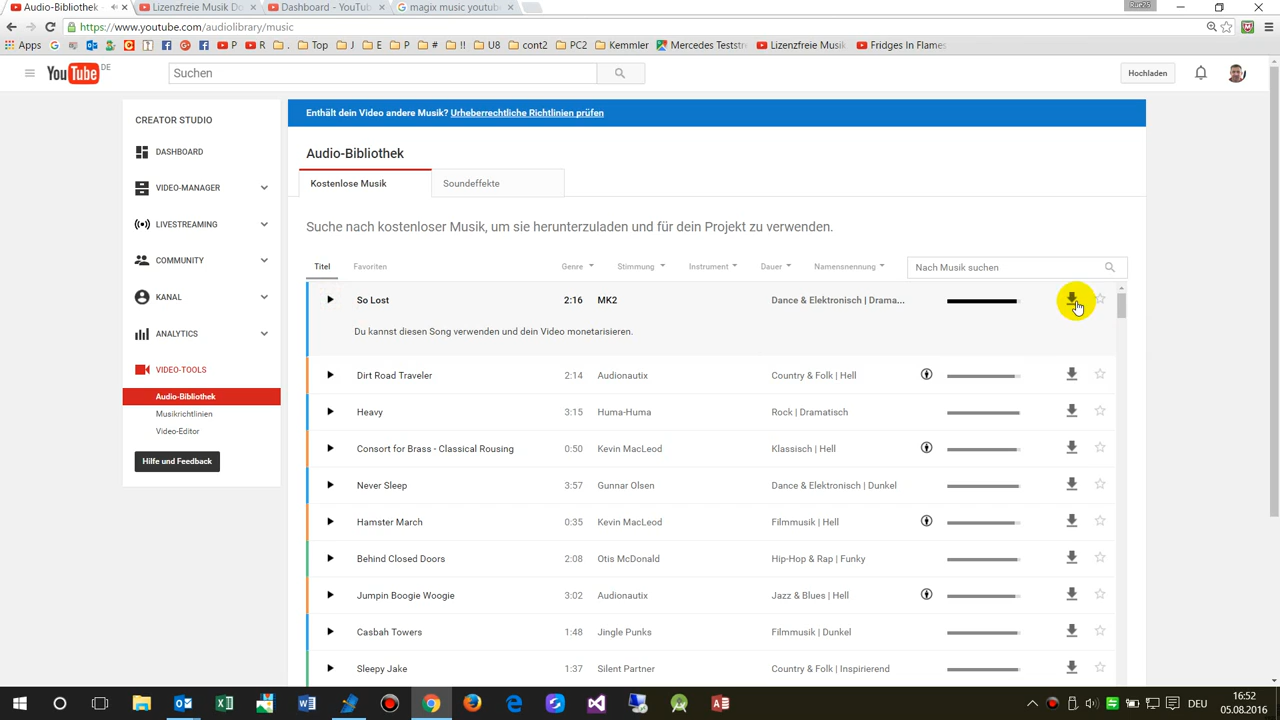 Audio-Bibliothek
Lizenzfreie Musik Do
Dashboard - YouTu
magix music youtub
Run25
https://www.youtube.com/audiolibrary/music
Apps P R Top J E P # !! U8 cont2 PC2 Kemmler Mercedes Teststr Lizenzfreie Musik Fridges In Flames
YouTube DE
Suchen
Hochladen
CREATOR STUDIO
DASHBOARD
VIDEO-MANAGER
LIVESTREAMING
COMMUNITY
KANAL
ANALYTICS
VIDEO-TOOLS
Audio-Bibliothek
Musikrichtlinien
Video-Editor
Hilfe und Feedback
Enthält dein Video andere Musik? Urheberrechtliche Richtlinien prüfen
Audio-Bibliothek
Kostenlose Musik Soundeffekte
Suche nach kostenloser Musik, um sie herunterzuladen und für dein Projekt zu verwenden.
Titel Favoriten Genre Stimmung Instrument Dauer Namensnennung Nach Musik suchen
So Lost 2:16 MK2 Dance & Elektronisch | Drama...
Du kannst diesen Song verwenden und dein Video monetarisieren.
Dirt Road Traveler 2:14 Audionautix Country & Folk | Hell
Heavy 3:15 Huma-Huma Rock | Dramatisch
Consort for Brass - Classical Rousing 0:50 Kevin MacLeod Klassisch | Hell
Never Sleep 3:57 Gunnar Olsen Dance & Elektronisch | Dunkel
Hamster March 0:35 Kevin MacLeod Filmmusik | Hell
Behind Closed Doors 2:08 Otis McDonald Hip-Hop & Rap | Funky
Jumpin Boogie Woogie 3:02 Audionautix Jazz & Blues | Hell
Casbah Towers 1:48 Jingle Punks Filmmusik | Dunkel
Sleepy Jake 1:37 Silent Partner Country & Folk | Inspirierend
DEU
16:52
05.08.2016